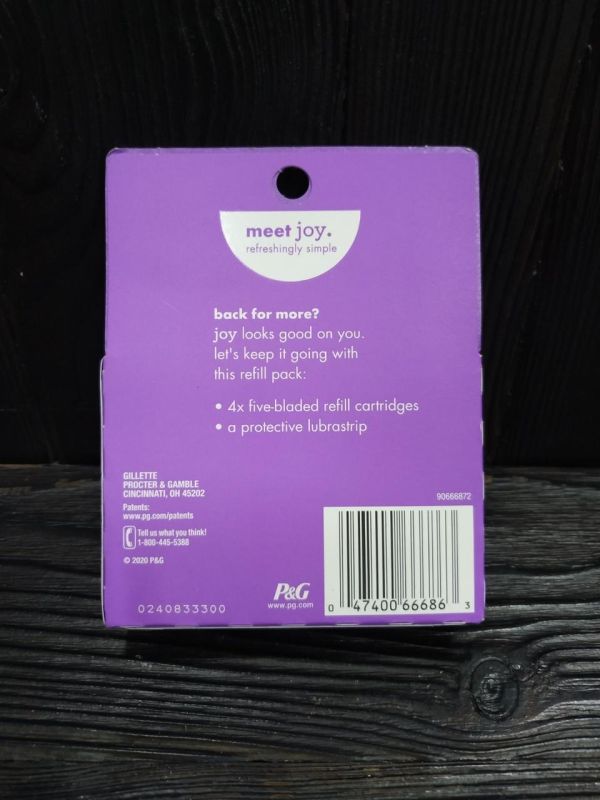 meet joy.
refreshingly simple
back for more?
joy looks good on you.
let's keep it going with
this refill pack:
• 4x five-bladed refill cartridges
• a protective lubrastrip
GILLETTE
PROCTER & GAMBLE
CINCINNATI, OH 45202
Patents:
www.pg.com/patents
Tell us what you think!
1-800-445-5388
© 2020 P&G
0240833300
P&G
www.pg.com
90666872
0 47400 66686 3